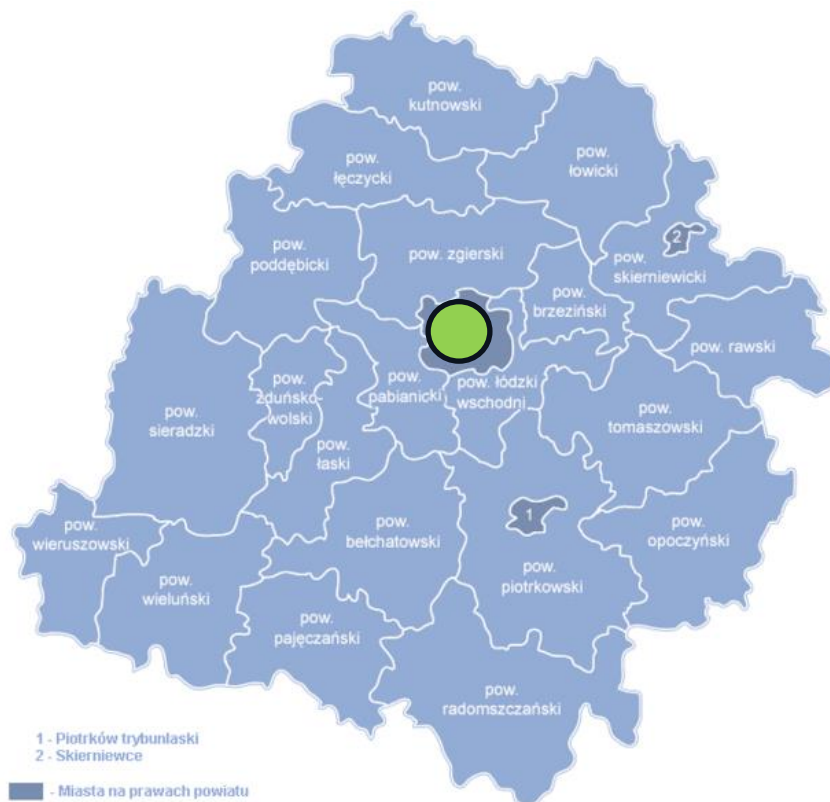 pow.
kutnowski
pow.
łęczycki
pow.
łowicki
2
pow.
skierniewicki
pow.
poddębicki
pow. zgierski
pow.
brzeziński
pow. rawski
pow.
żduńsko-
wolski
pow.
pabianicki
pow. łódzki
wschodni
pow.
sieradzki
pow.
łaski
pow.
tomaszowski
pow.
wieruszowski
pow.
bełchatowski
1
pow.
opoczyński
pow.
wieluński
pow.
piotrkowski
pow.
pajęczański
pow.
radomszczański
1 - Piotrków trybunlaski
2 - Skierniewce
- Miasta na prawach powiatu